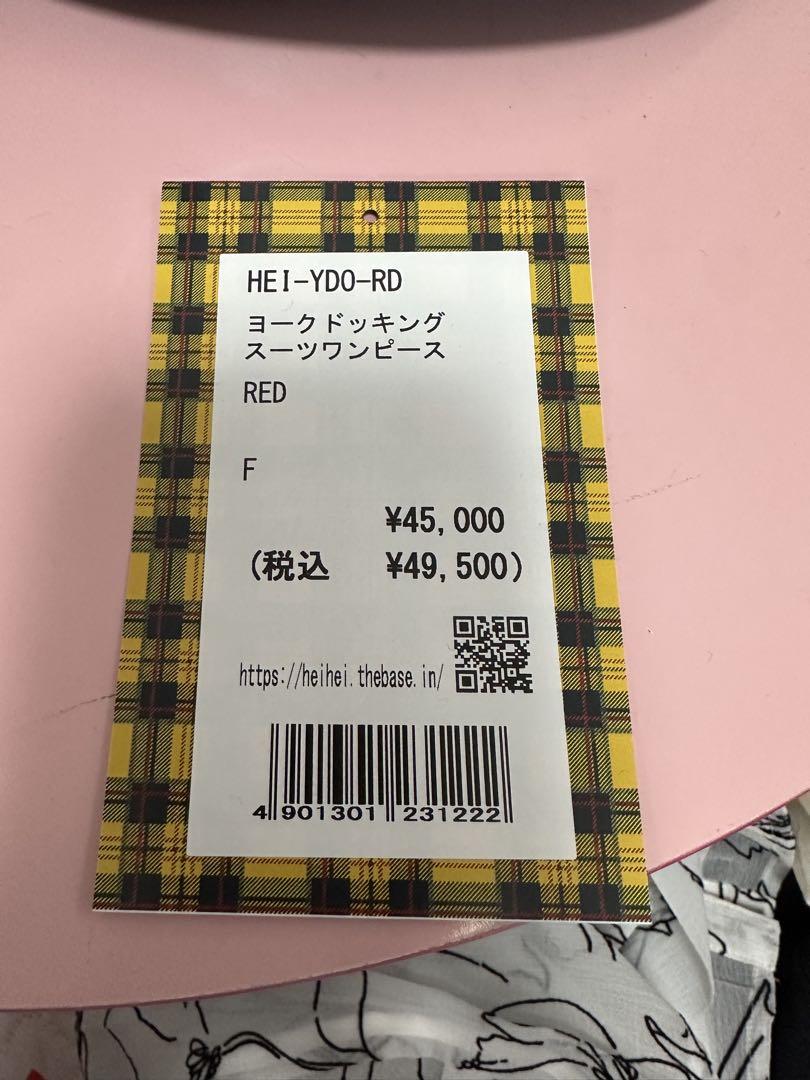 HEI-YDO-RD
ヨークドッキング
スーツワンピース
RED
F
¥45,000
(税込 ¥49,500)
https://heihei.thebase.in/
4 901301 231222